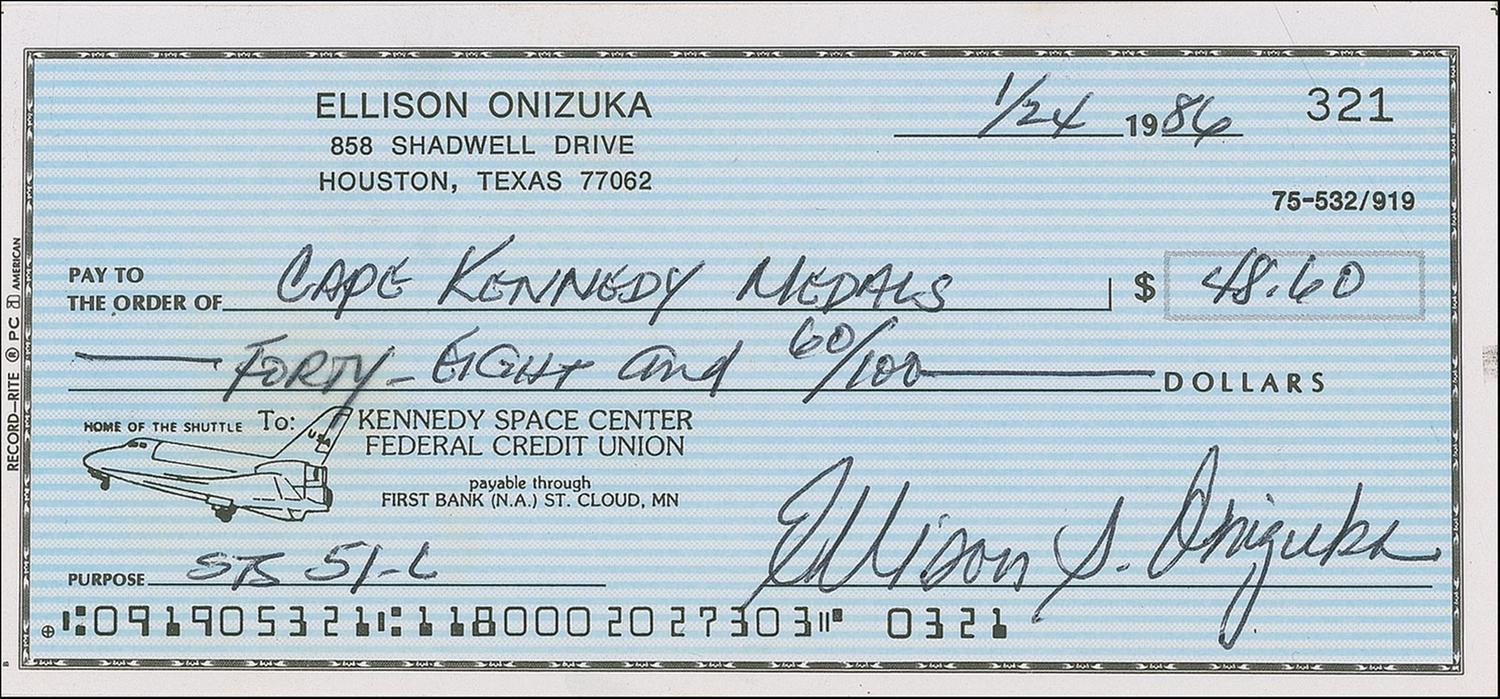 ELLISON ONIZUKA
858 SHADWELL DRIVE
HOUSTON, TEXAS 77062
1/24 1986
321
75-532/919
PAY TO
THE ORDER OF CAPE KENNEDY MEDALS $ 48.60
FORTY-EIGHT and 60/100 DOLLARS
HOME OF THE SHUTTLE
USA
To: KENNEDY SPACE CENTER
FEDERAL CREDIT UNION
payable through
FIRST BANK (N.A.) ST. CLOUD, MN
PURPOSE STS 51-L
Ellison S. Onizuka
⑆091905321⑆1180002027303⑈ 0321
RECORD-RITE ® PC AMERICAN